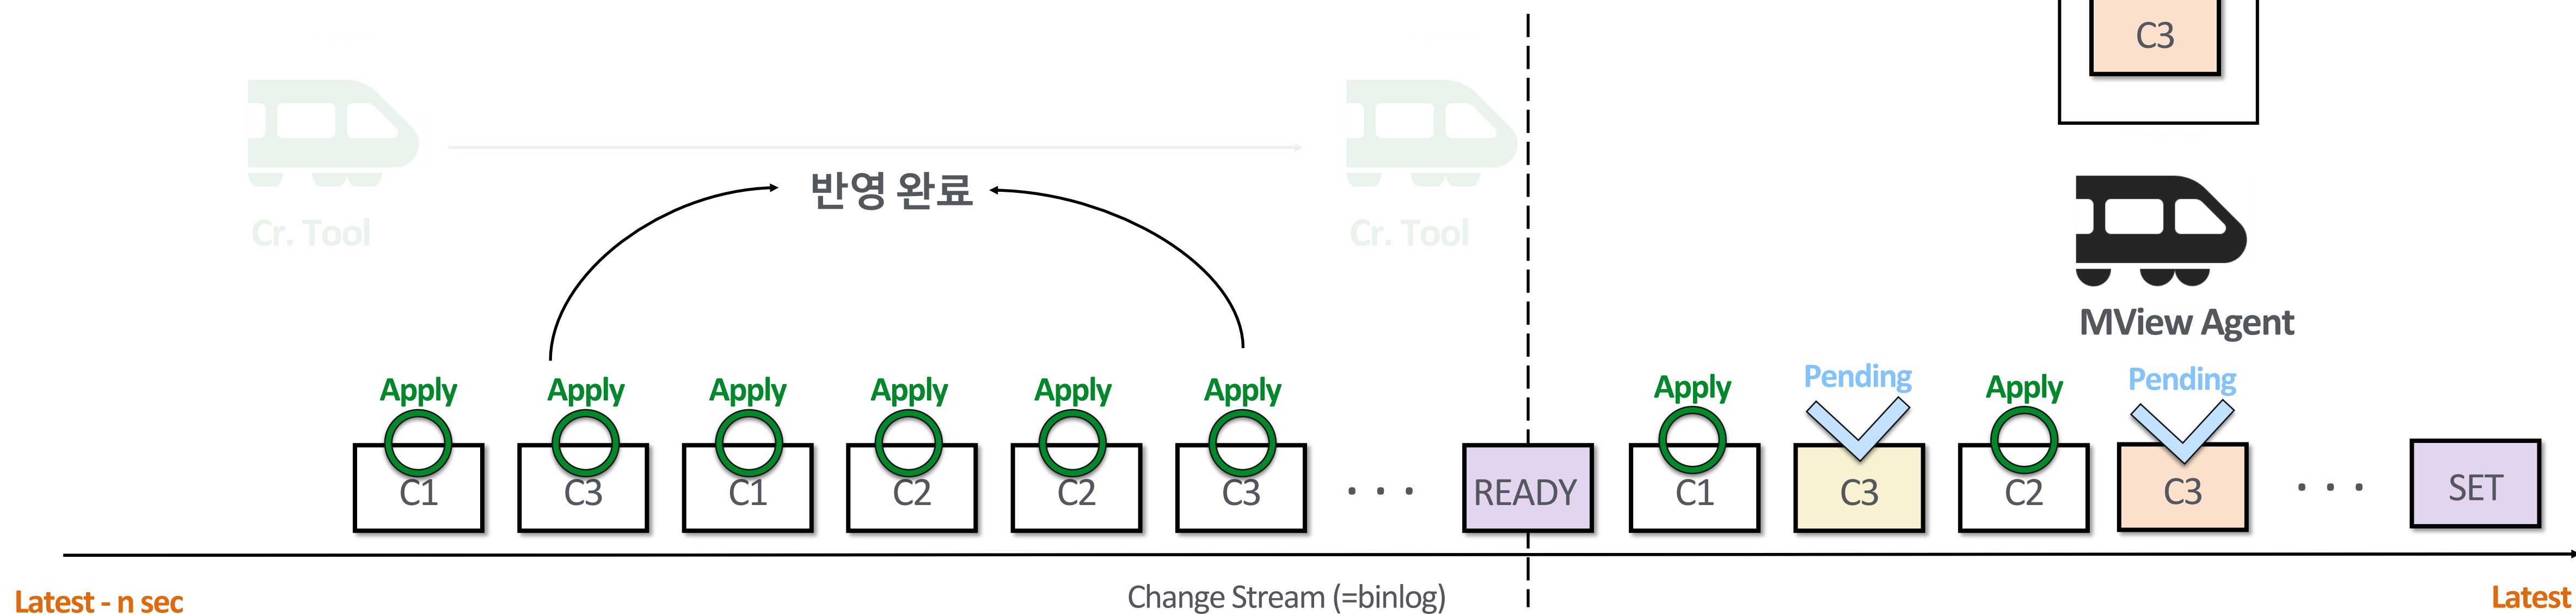 C3
반영 완료
Cr. Tool
Cr. Tool
MView Agent
Apply
Apply
Apply
Apply
Apply
Apply
Apply
Pending
Apply
Pending
C1
C3
C1
C2
C2
C3
. . .
READY
C1
C3
C2
C3
. . .
SET
Latest - n sec
Change Stream (=binlog)
Latest